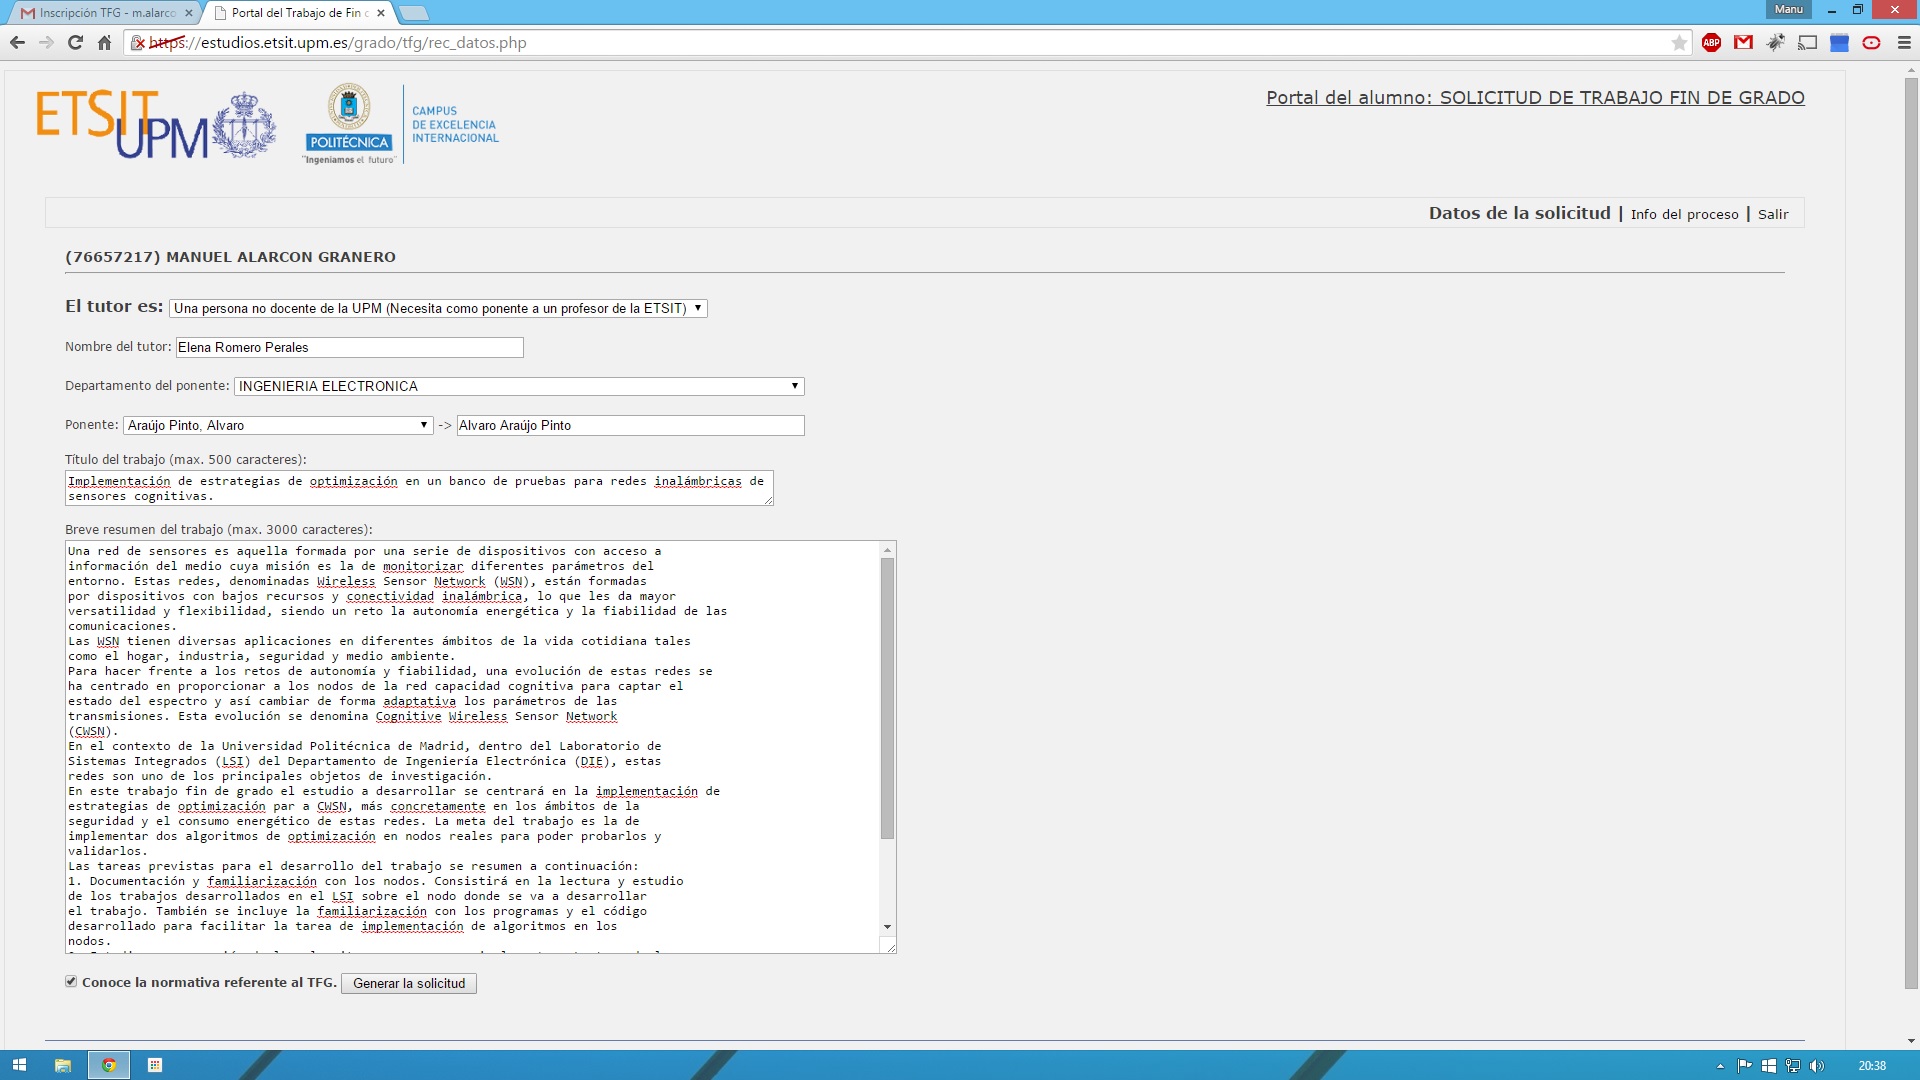 Inscripción TFG - m.alarco
Portal del Trabajo de Fin d
Manu
https://estudios.etsit.upm.es/grado/tfg/rec_datos.php
ABP
ETSIT
UPM
POLITÉCNICA
"Ingeniamos el futuro"
CAMPUS
DE EXCELENCIA
INTERNACIONAL
Portal del alumno: SOLICITUD DE TRABAJO FIN DE GRADO
Datos de la solicitud | Info del proceso | Salir
(76657217) MANUEL ALARCON GRANERO
El tutor es: Una persona no docente de la UPM (Necesita como ponente a un profesor de la ETSIT)
Nombre del tutor: Elena Romero Perales
Departamento del ponente: INGENIERIA ELECTRONICA
Ponente: Araújo Pinto, Alvaro -> Alvaro Araújo Pinto
Título del trabajo (max. 500 caracteres):
Implementación de estrategias de optimización en un banco de pruebas para redes inalámbricas de
sensores cognitivas.
Breve resumen del trabajo (max. 3000 caracteres):
Una red de sensores es aquella formada por una serie de dispositivos con acceso a
información del medio cuya misión es la de monitorizar diferentes parámetros del
entorno. Estas redes, denominadas Wireless Sensor Network (WSN), están formadas
por dispositivos con bajos recursos y conectividad inalámbrica, lo que les da mayor
versatilidad y flexibilidad, siendo un reto la autonomía energética y la fiabilidad de las
comunicaciones.
Las WSN tienen diversas aplicaciones en diferentes ámbitos de la vida cotidiana tales
como el hogar, industria, seguridad y medio ambiente.
Para hacer frente a los retos de autonomía y fiabilidad, una evolución de estas redes se
ha centrado en proporcionar a los nodos de la red capacidad cognitiva para captar el
estado del espectro y así cambiar de forma adaptativa los parámetros de las
transmisiones. Esta evolución se denomina Cognitive Wireless Sensor Network
(CWSN).
En el contexto de la Universidad Politécnica de Madrid, dentro del Laboratorio de
Sistemas Integrados (LSI) del Departamento de Ingeniería Electrónica (DIE), estas
redes son uno de los principales objetos de investigación.
En este trabajo fin de grado el estudio a desarrollar se centrará en la implementación de
estrategias de optimización par a CWSN, más concretamente en los ámbitos de la
seguridad y el consumo energético de estas redes. La meta del trabajo es la de
implementar dos algoritmos de optimización en nodos reales para poder probarlos y
validarlos.
Las tareas previstas para el desarrollo del trabajo se resumen a continuación:
1. Documentación y familiarización con los nodos. Consistirá en la lectura y estudio
de los trabajos desarrollados en el LSI sobre el nodo donde se va a desarrollar
el trabajo. También se incluye la familiarización con los programas y el código
desarrollado para facilitar la tarea de implementación de algoritmos en los
nodos.
Conoce la normativa referente al TFG. Generar la solicitud
20:38